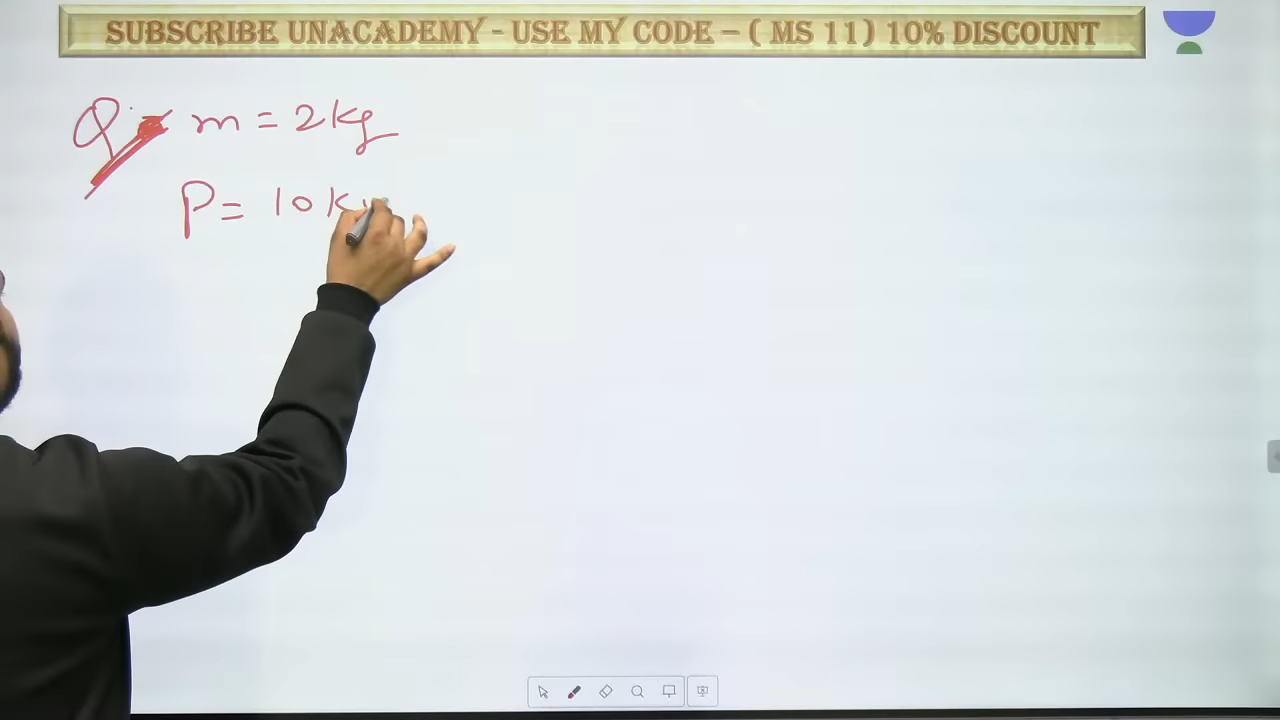 SUBSCRIBE UNACADEMY - USE MY CODE – ( MS 11) 10% DISCOUNT
Q. m = 2kg
P = 10 k